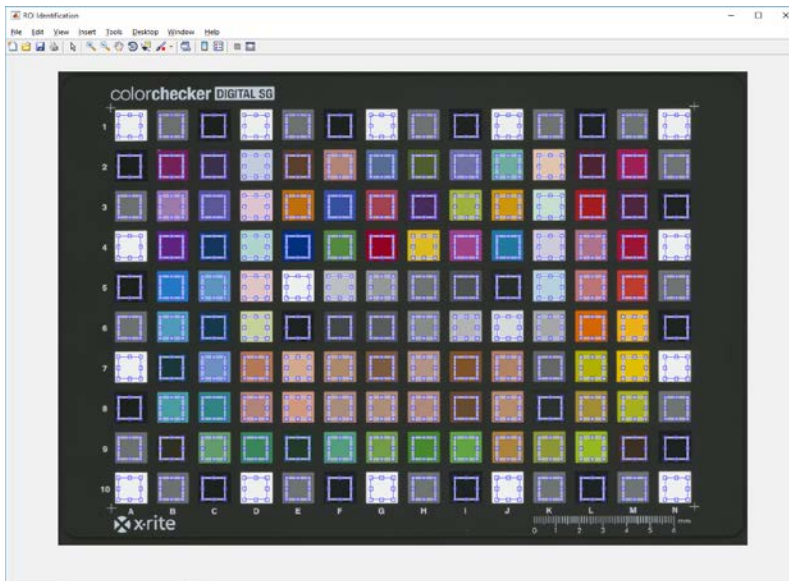 ROI Identification
File Edit View Insert Tools Desktop Window Help
colorchecker DIGITAL SG
1
2
3
4
5
6
7
8
9
10
A B C D E F G H I J K L M N
x-rite
mm
0 1 2 3 4 5 6